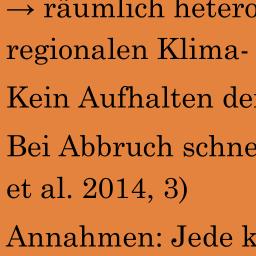 → räumlich hetero
regionalen Klima-
Kein Aufhalten de
Bei Abbruch schne
et al. 2014, 3)
Annahmen: Jede k